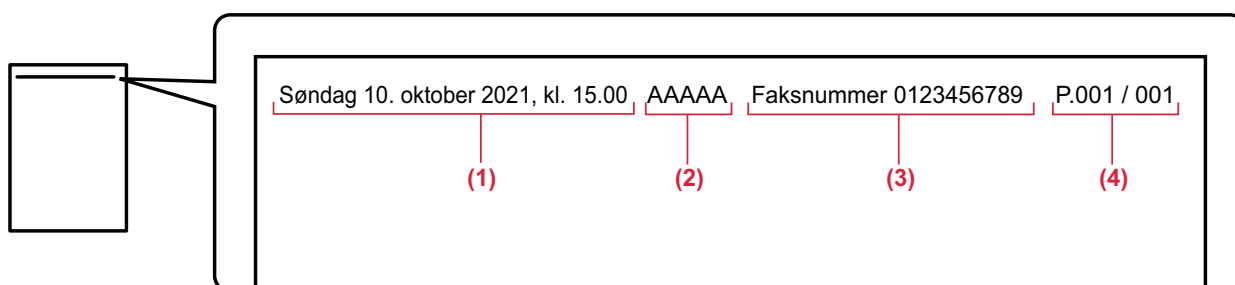 Søndag 10. oktober 2021, kl. 15.00 AAAAA Faksnummer 0123456789 P.001 / 001
(1) (2) (3) (4)